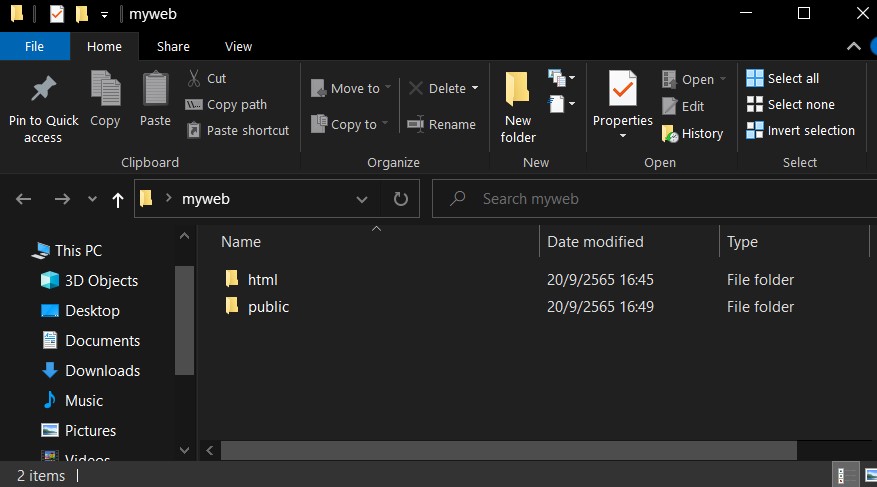 myweb
File Home Share View
Pin to Quick access
Copy
Paste
Cut
Copy path
Paste shortcut
Move to
Copy to
Delete
Rename
New folder
Properties
Open
Edit
History
Select all
Select none
Invert selection
Clipboard Organize New Open Select
myweb
Search myweb
This PC
3D Objects
Desktop
Documents
Downloads
Music
Pictures
Videos
Name Date modified Type
html 20/9/2565 16:45 File folder
public 20/9/2565 16:49 File folder
2 items